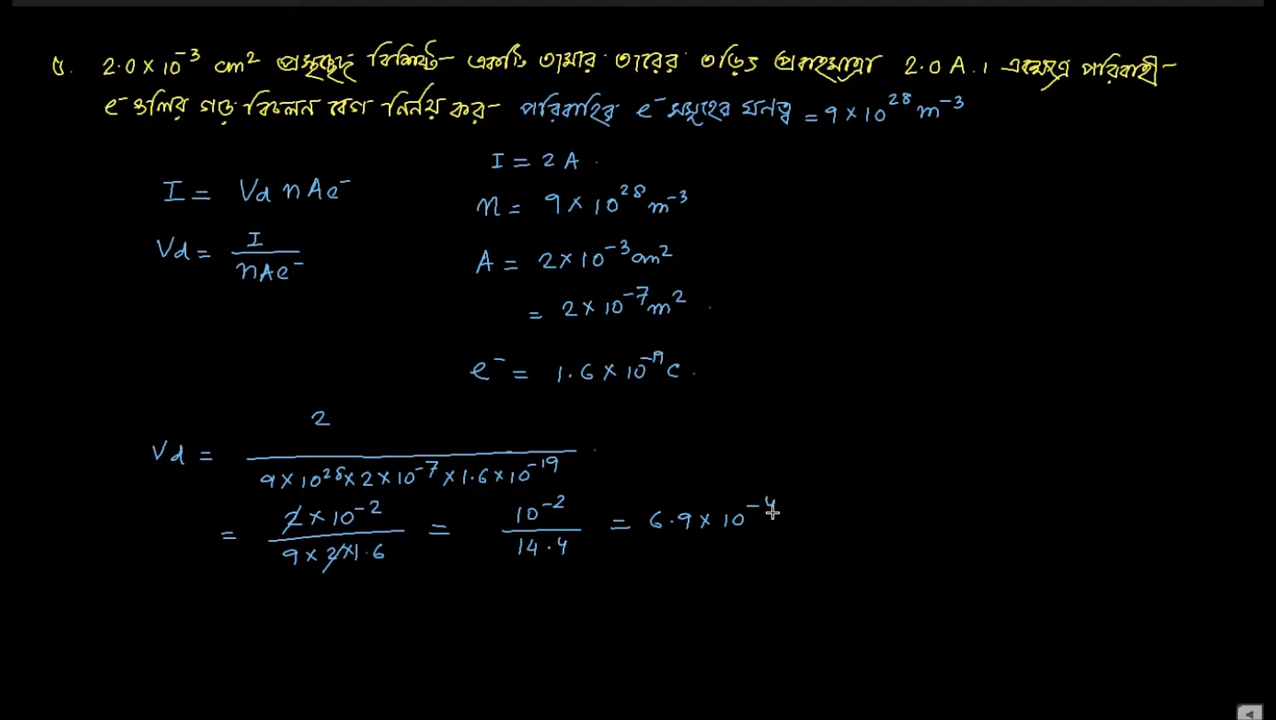 Q. 2.0 × 10⁻³ cm² প্রস্থচ্ছেদ বিশিষ্ট একটি তামার তারের তড়িৎ প্রবাহমাত্রা 2.0 A । এক্ষেত্রে পরিবাহী
e⁻ গুলির গড় বিচলন বেগ নির্ণয় কর- পরিবাহির e⁻ সমূহের ঘনত্ব = 9 × 10²⁸ m⁻³
I = 2 A
I = Vd n A e⁻
n = 9 × 10²⁸ m⁻³
Vd = I / nAe⁻
A = 2 × 10⁻³ cm²
= 2 × 10⁻⁷ m²
e⁻ = 1.6 × 10⁻¹⁹ C
Vd = 2 / 9 × 10²⁸ × 2 × 10⁻⁷ × 1.6 × 10⁻¹⁹
= 2 × 10⁻² / 9 × 2 × 1.6 = 10⁻² / 14.4 = 6.9 × 10⁻⁴